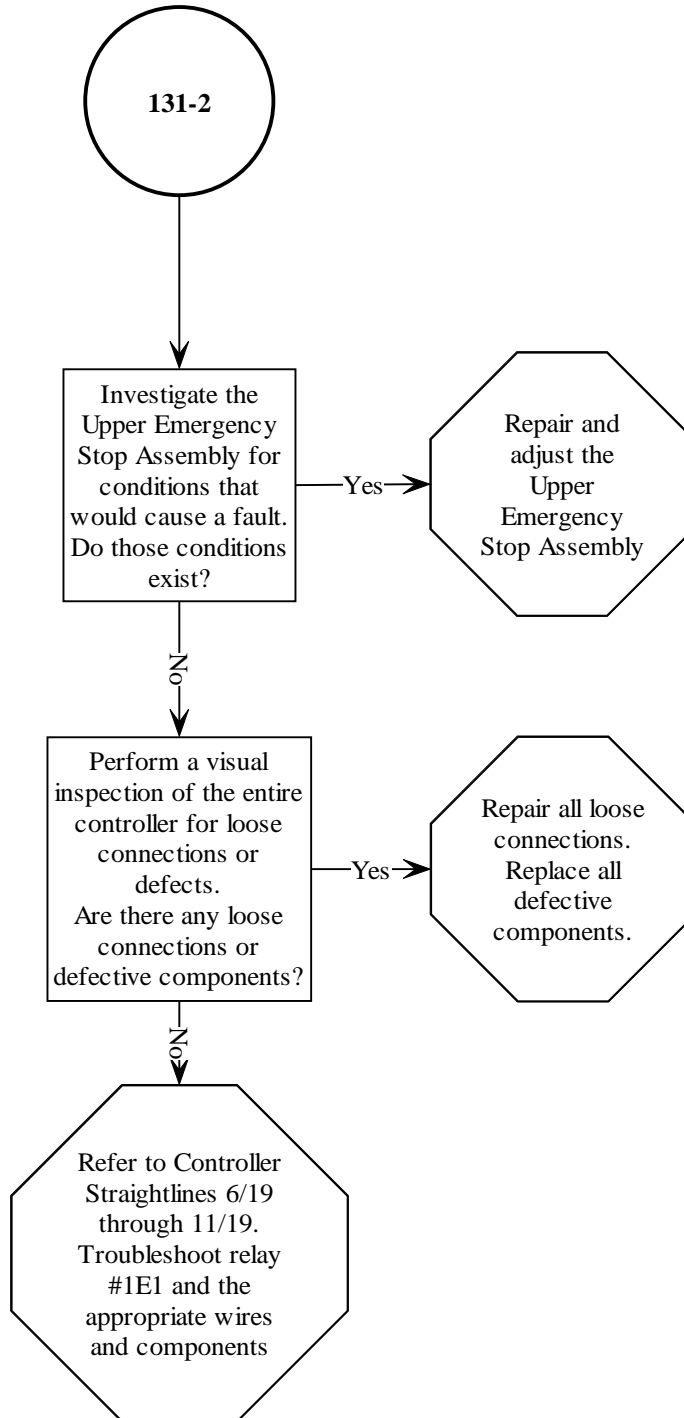 131-2
Investigate the
Upper Emergency
Stop Assembly for
conditions that
would cause a fault.
Do those conditions
exist?
Yes
Repair and
adjust the
Upper
Emergency
Stop Assembly
No
Perform a visual
inspection of the entire
controller for loose
connections or
defects.
Are there any loose
connections or
defective components?
Yes
Repair all loose
connections.
Replace all
defective
components.
No
Refer to Controller
Straightlines 6/19
through 11/19.
Troubleshoot relay
#1E1 and the
appropriate wires
and components